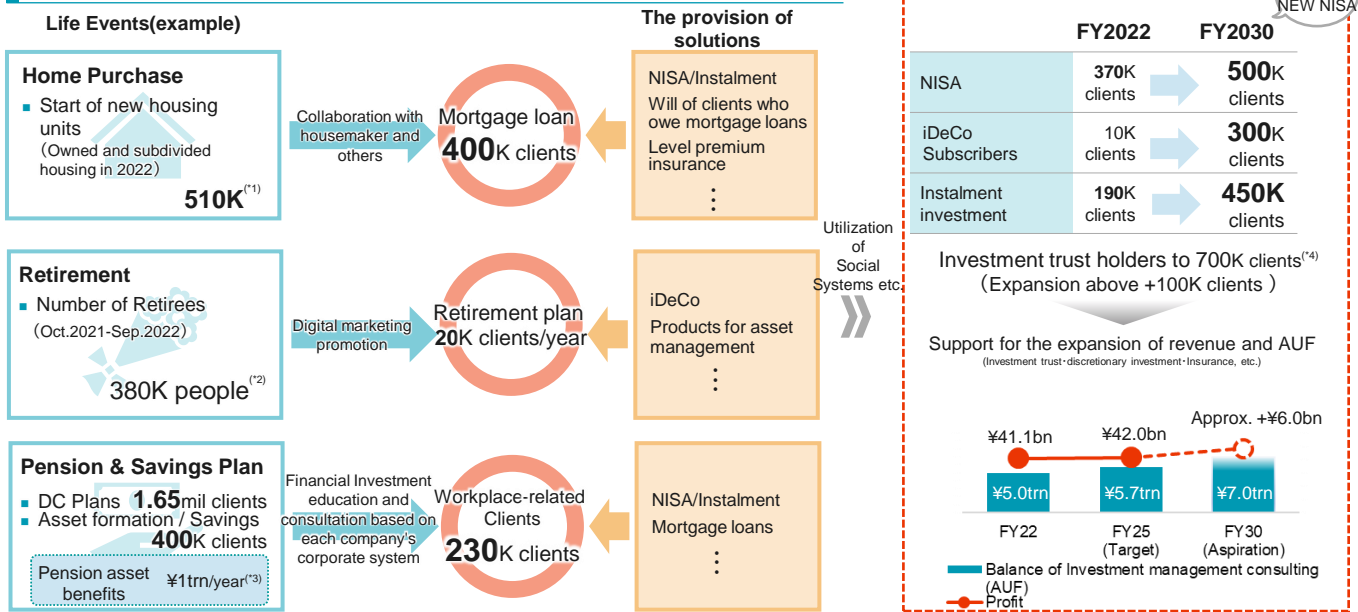 Life Events(example)
The provision of
solutions
Home Purchase
■ Start of new housing
units
(Owned and subdivided
housing in 2022)
510K(*1)
Collaboration with
housemaker and
others
Mortgage loan
400K clients
NISA/Instalment
Will of clients who
owe mortgage loans
Level premium
insurance
⋮
Retirement
■ Number of Retirees
(Oct.2021-Sep.2022)
380K people(*2)
Digital marketing
promotion
Retirement plan
20K clients/year
iDeCo
Products for asset
management
⋮
Pension & Savings Plan
■ DC Plans 1.65mil clients
■ Asset formation / Savings
400K clients
Pension asset
benefits
¥1trn/year(*3)
Financial Investment
education and
consultation based on
each company's
corporate system
Workplace-related
Clients
230K clients
NISA/Instalment
Mortgage loans
⋮
Utilization
of
Social
Systems etc.
NEW NISA
FY2022 FY2030
NISA
370K
clients
500K
clients
iDeCo
Subscribers
10K
clients
300K
clients
Instalment
investment
190K
clients
450K
clients
Investment trust holders to 700K clients(*4)
(Expansion above +100K clients )
Support for the expansion of revenue and AUF
(Investment trust・discretionary investment・Insurance, etc.)
¥41.1bn
¥42.0bn
Approx. +¥6.0bn
¥5.0trn
¥5.7trn
¥7.0trn
FY22
FY25
(Target)
FY30
(Aspiration)
Balance of Investment management consulting
(AUF)
Profit